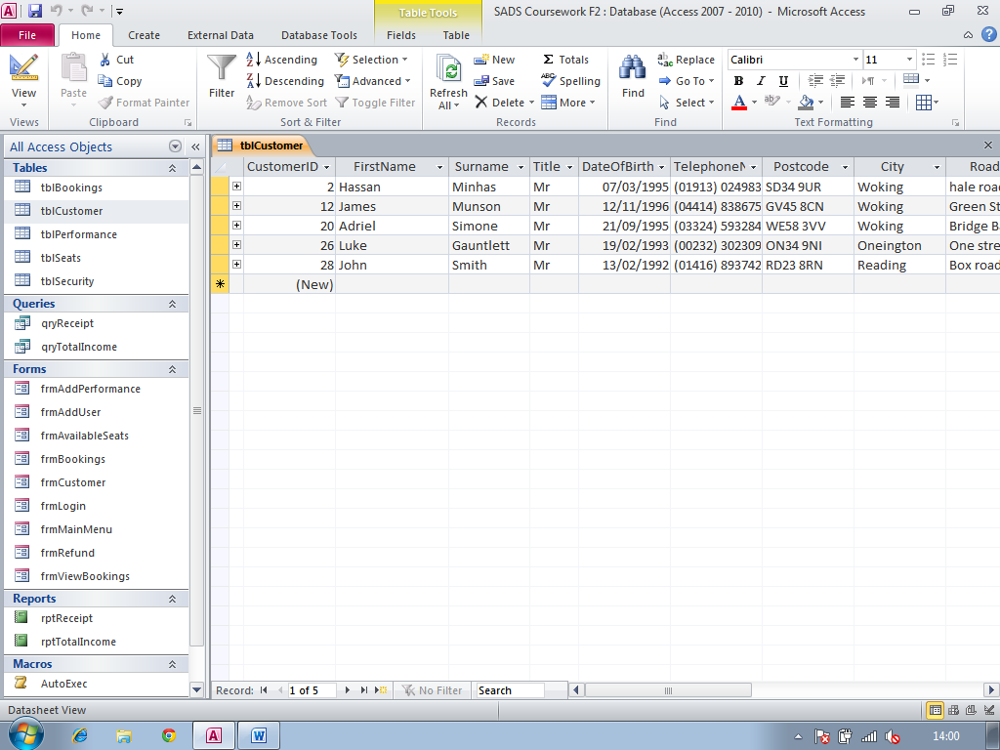 Table Tools
SADS Coursework F2 : Database (Access 2007 - 2010) - Microsoft Access
File Home Create External Data Database Tools Fields Table
View
Views
Paste
Cut
Copy
Format Painter
Clipboard
Filter
Ascending
Descending
Remove Sort
Selection
Advanced
Toggle Filter
Sort & Filter
Refresh
All
New
Save
Delete
Totals
Spelling
More
Records
Find
Replace
Go To
Select
Find
Calibri 11
B I U
Text Formatting
All Access Objects
Tables
tblBookings
tblCustomer
tblPerformance
tblSeats
tblSecurity
Queries
qryReceipt
qryTotalIncome
Forms
frmAddPerformance
frmAddUser
frmAvailableSeats
frmBookings
frmCustomer
frmLogin
frmMainMenu
frmRefund
frmViewBookings
Reports
rptReceipt
rptTotalIncome
Macros
AutoExec
tblCustomer
CustomerID FirstName Surname Title DateOfBirth TelephoneN Postcode City Road
2 Hassan Minhas Mr 07/03/1995 (01913) 024983 SD34 9UR Woking hale roa
12 James Munson Mr 12/11/1996 (04414) 838675 GV45 8CN Woking Green St
20 Adriel Simone Mr 21/09/1995 (03324) 593284 WE58 3VV Woking Bridge B
26 Luke Gauntlett Mr 19/02/1993 (00232) 302309 ON34 9NI Oneington One stre
28 John Smith Mr 13/02/1992 (01416) 893742 RD23 8RN Reading Box road
(New)
Record: 1 of 5 No Filter Search
Datasheet View
14:00